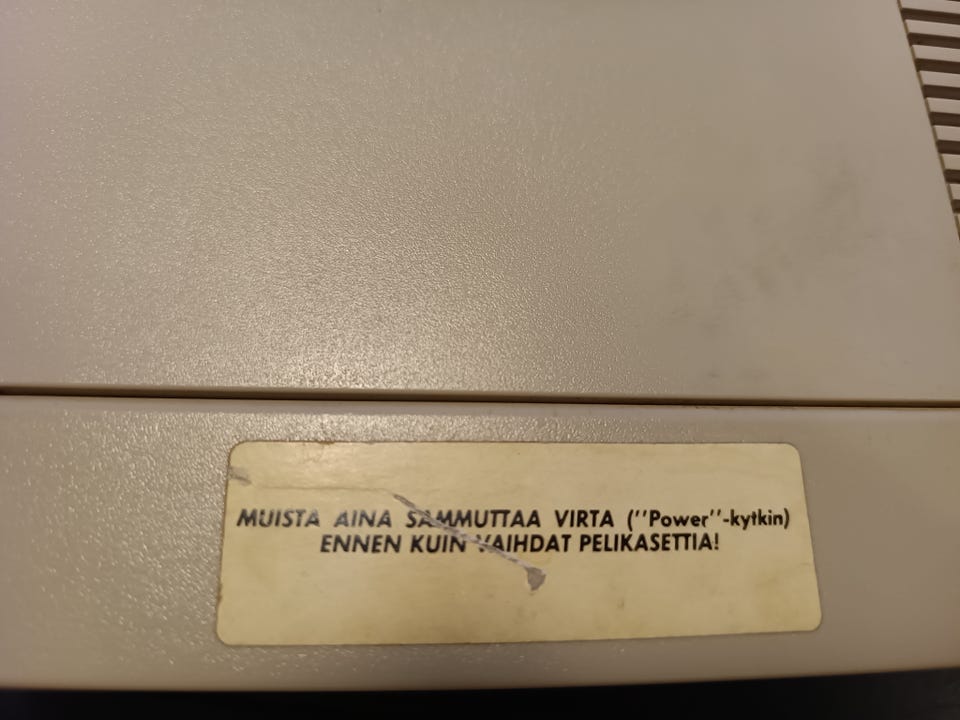 MUISTA AINA SAMMUTTAA VIRTA (''Power''-kytkin)
ENNEN KUIN VAIHDAT PELIKASETTIA!